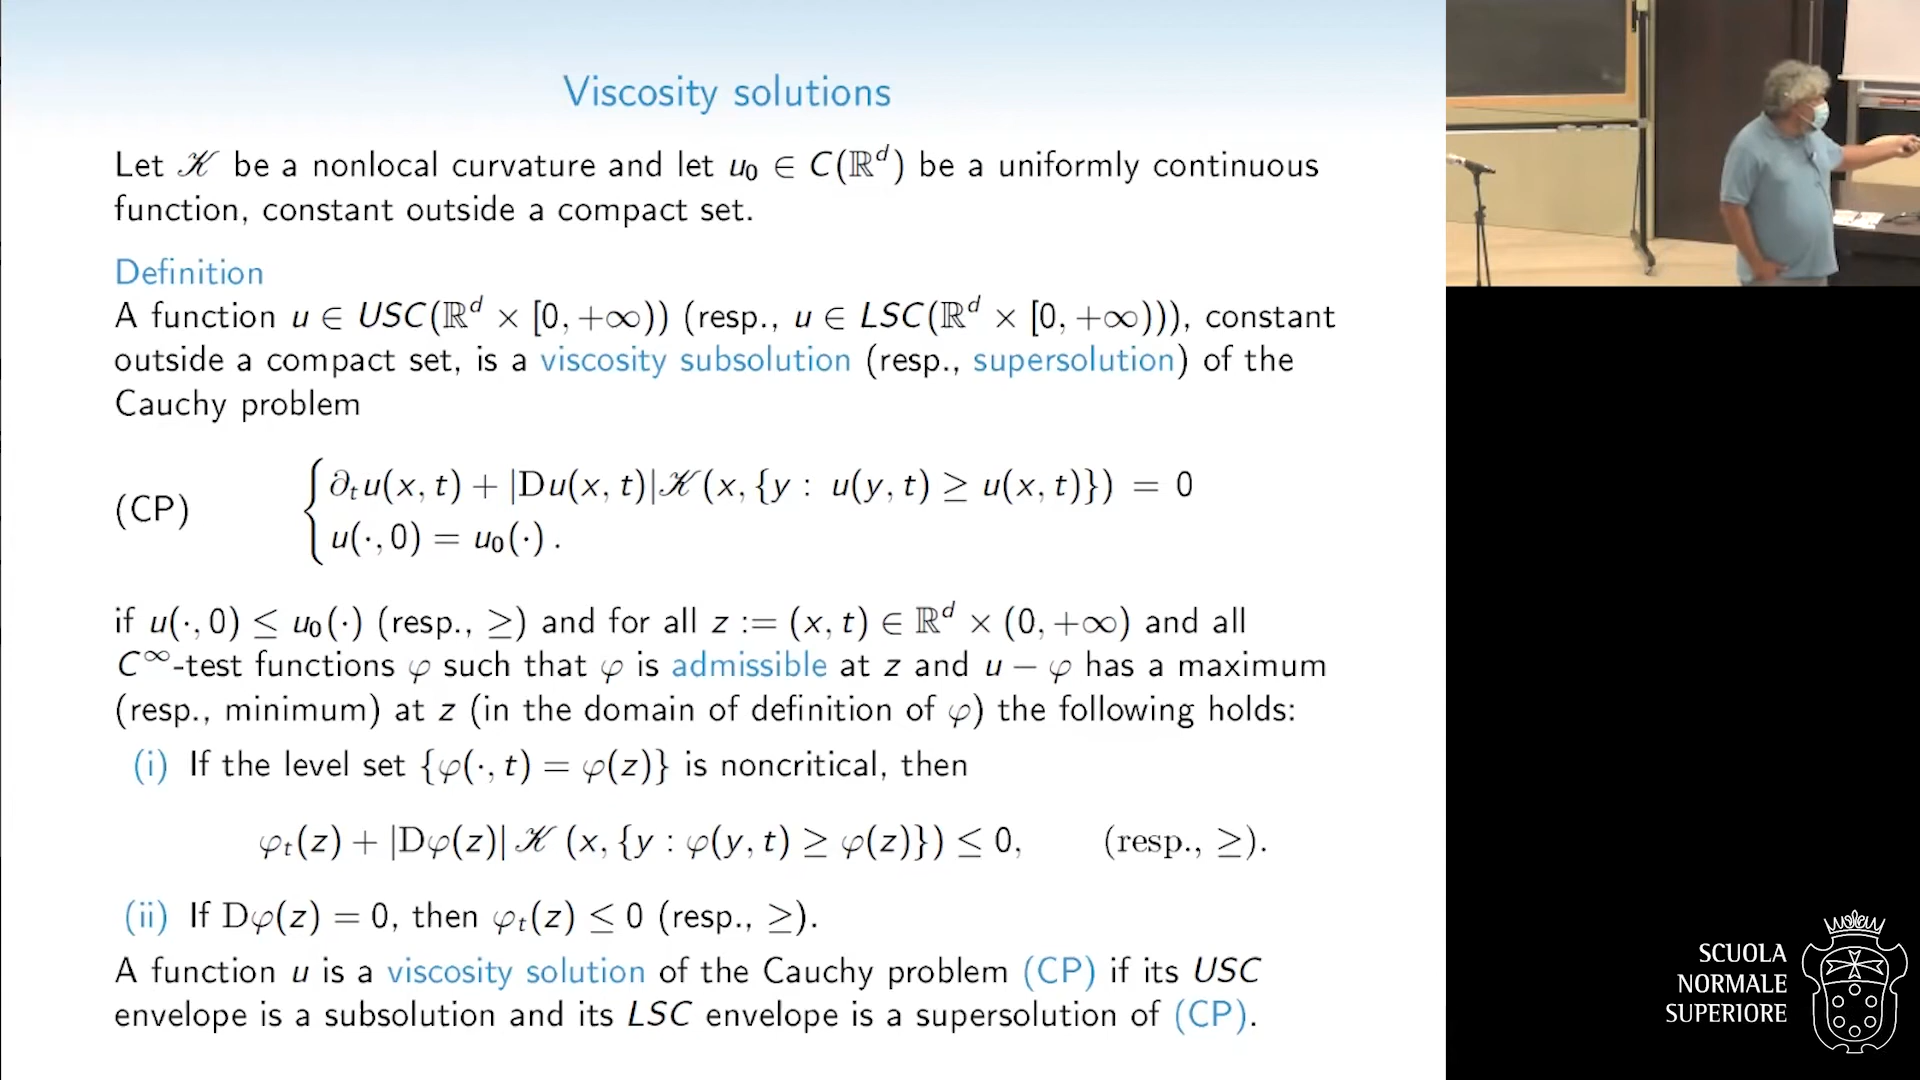 Viscosity solutions
Let 𝒦 be a nonlocal curvature and let u₀ ∈ C(ℝᵈ) be a uniformly continuous
function, constant outside a compact set.
Definition
A function u ∈ USC(ℝᵈ × [0, +∞)) (resp., u ∈ LSC(ℝᵈ × [0, +∞))), constant
outside a compact set, is a viscosity subsolution (resp., supersolution) of the
Cauchy problem
(CP) { ∂ₜu(x, t) + |Du(x, t)|𝒦(x, {y : u(y, t) ≥ u(x, t)}) = 0
u(·, 0) = u₀(·) .
if u(·, 0) ≤ u₀(·) (resp., ≥) and for all z := (x, t) ∈ ℝᵈ × (0, +∞) and all
C^∞-test functions φ such that φ is admissible at z and u − φ has a maximum
(resp., minimum) at z (in the domain of definition of φ) the following holds:
(i) If the level set {φ(·, t) = φ(z)} is noncritical, then
φₜ(z) + |Dφ(z)| 𝒦 (x, {y : φ(y, t) ≥ φ(z)}) ≤ 0, (resp., ≥).
(ii) If Dφ(z) = 0, then φₜ(z) ≤ 0 (resp., ≥).
A function u is a viscosity solution of the Cauchy problem (CP) if its USC
envelope is a subsolution and its LSC envelope is a supersolution of (CP).
SCUOLA
NORMALE
SUPERIORE